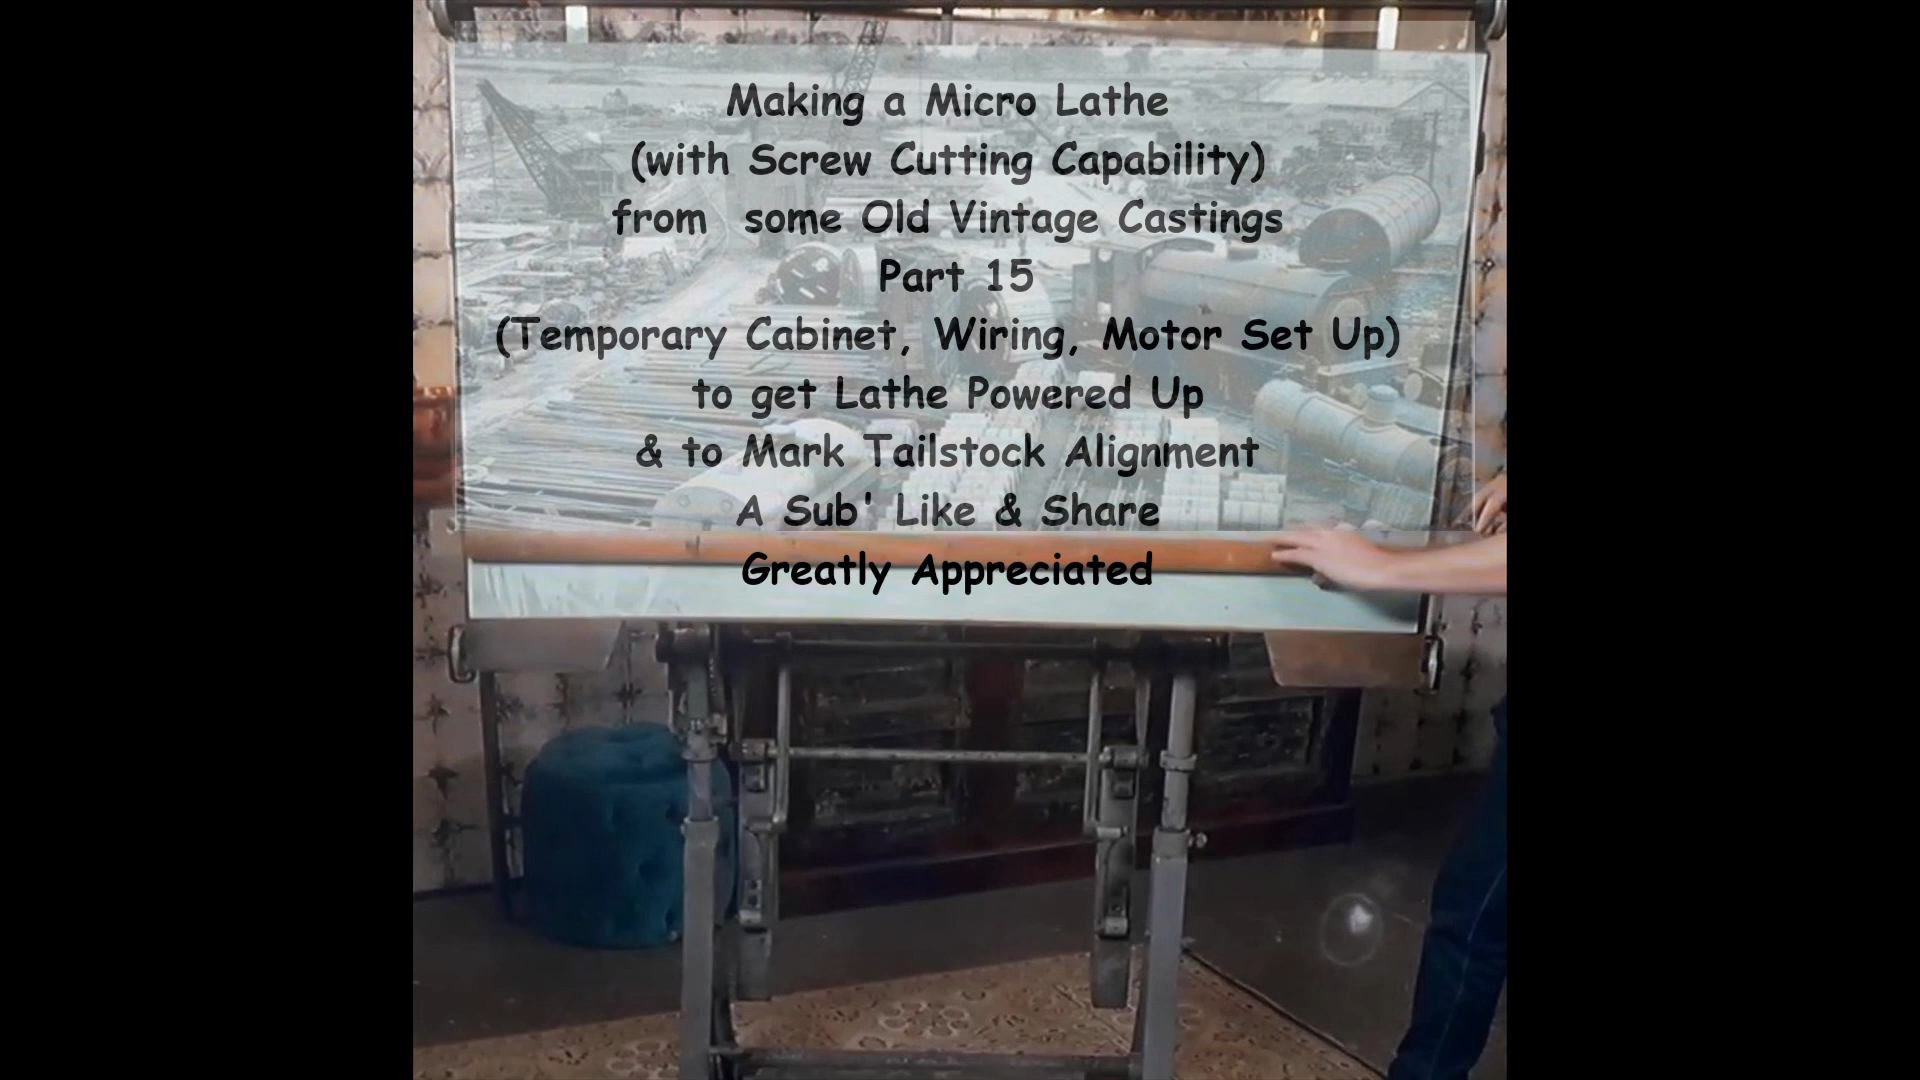 Making a Micro Lathe
(with Screw Cutting Capability)
from some Old Vintage Castings
Part 15
(Temporary Cabinet, Wiring, Motor Set Up)
to get Lathe Powered Up
& to Mark Tailstock Alignment
A Sub' Like & Share
Greatly Appreciated